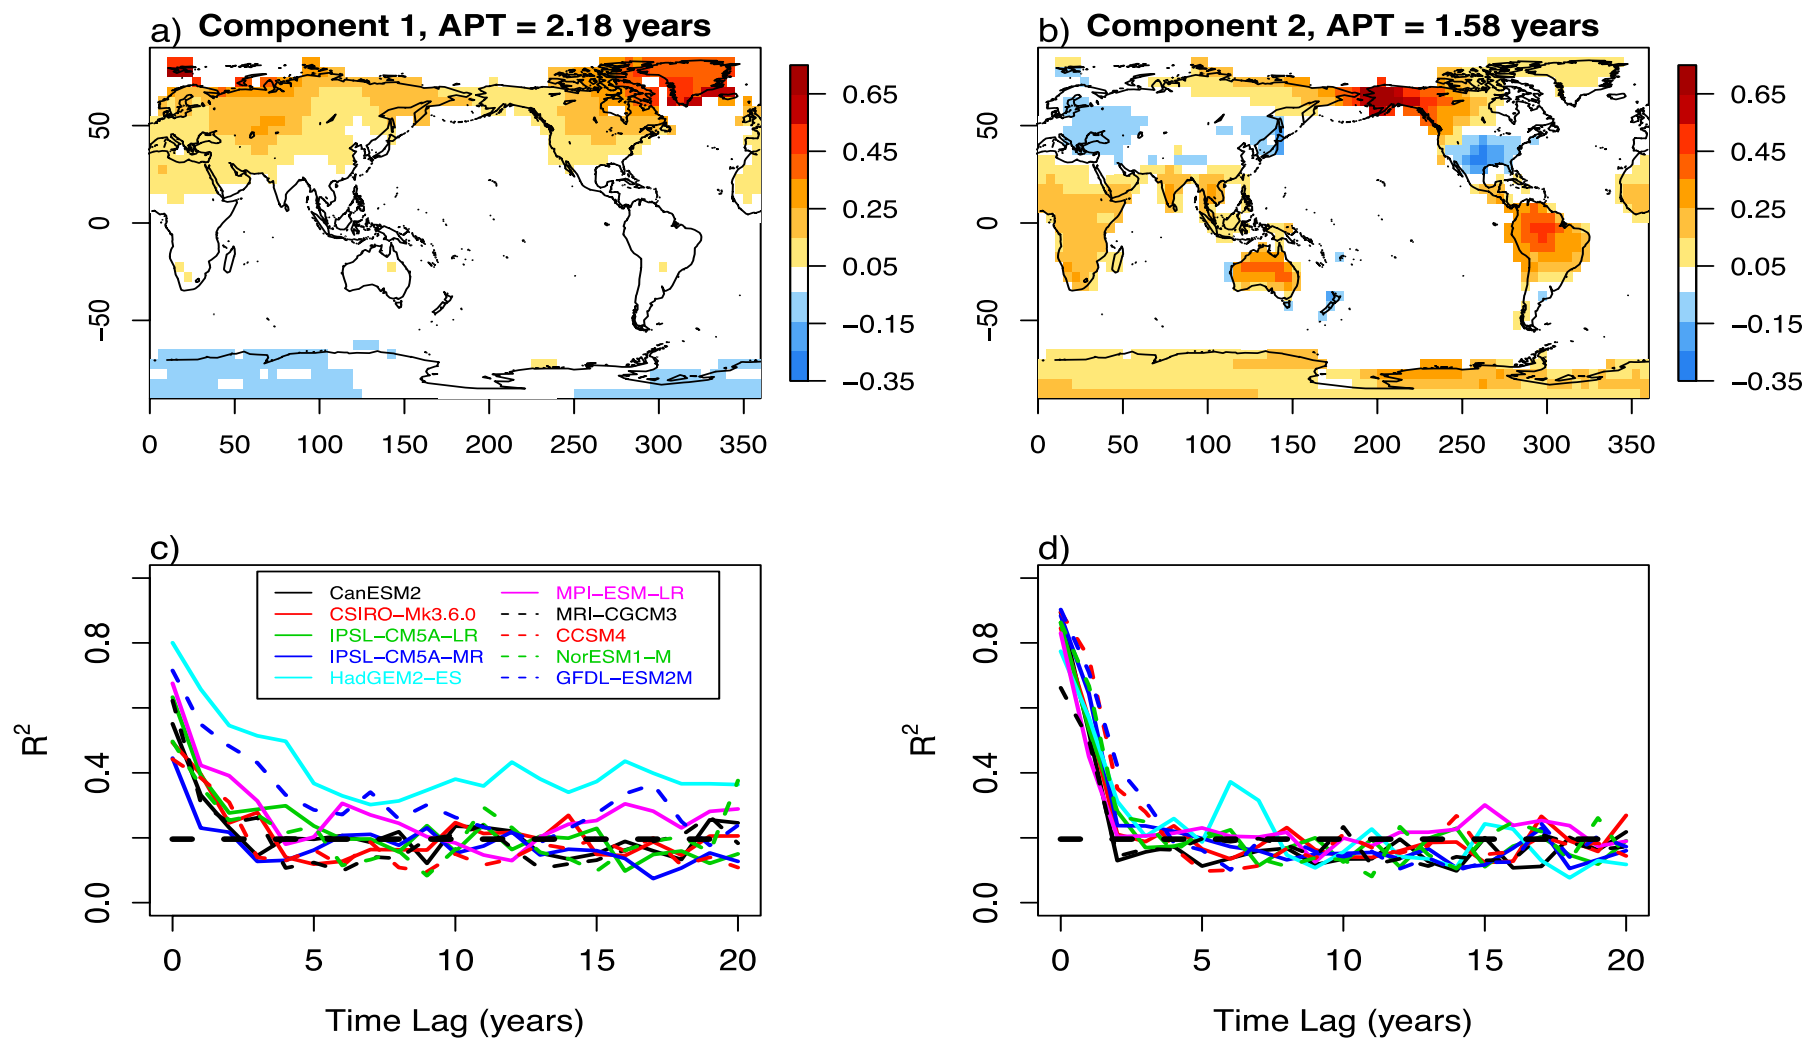 a) Component 1, APT = 2.18 years
50
0
−50
0 50 100 150 200 250 300 350
0.65
0.45
0.25
0.05
−0.15
−0.35
b) Component 2, APT = 1.58 years
50
0
−50
0 50 100 150 200 250 300 350
0.65
0.45
0.25
0.05
−0.15
−0.35
c)
CanESM2
CSIRO−Mk3.6.0
IPSL−CM5A−LR
IPSL−CM5A−MR
HadGEM2−ES
MPI−ESM−LR
MRI−CGCM3
CCSM4
NorESM1−M
GFDL−ESM2M
R²
0.8
0.4
0.0
0 5 10 15 20
Time Lag (years)
d)
R²
0.8
0.4
0.0
0 5 10 15 20
Time Lag (years)